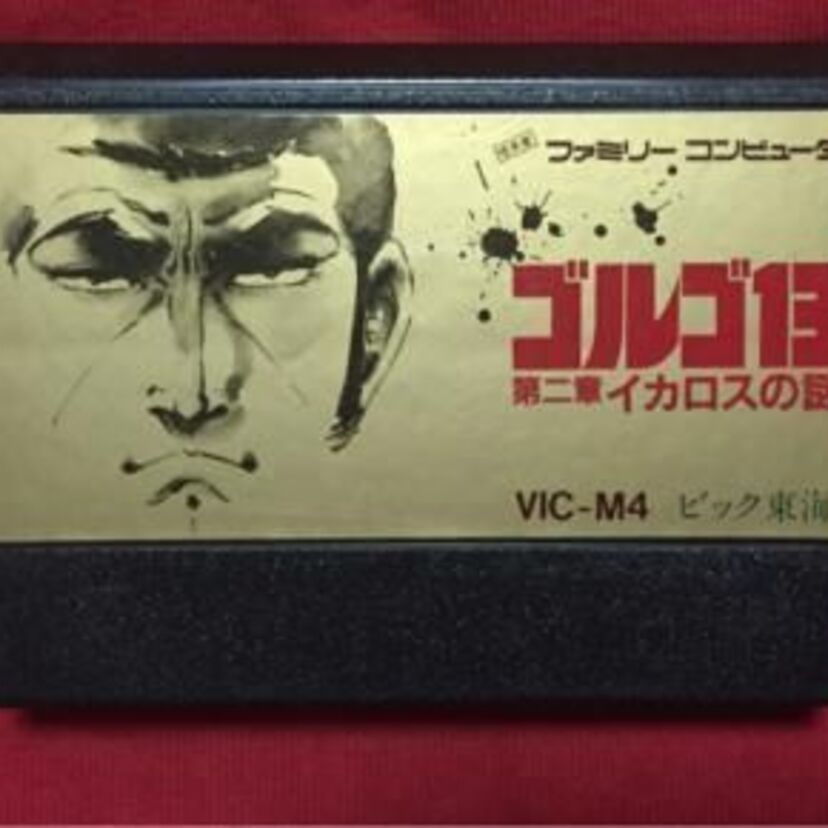 ファミリー コンピュータ
ゴルゴ13
第二章イカロスの謎
VIC-M4 ビック東海